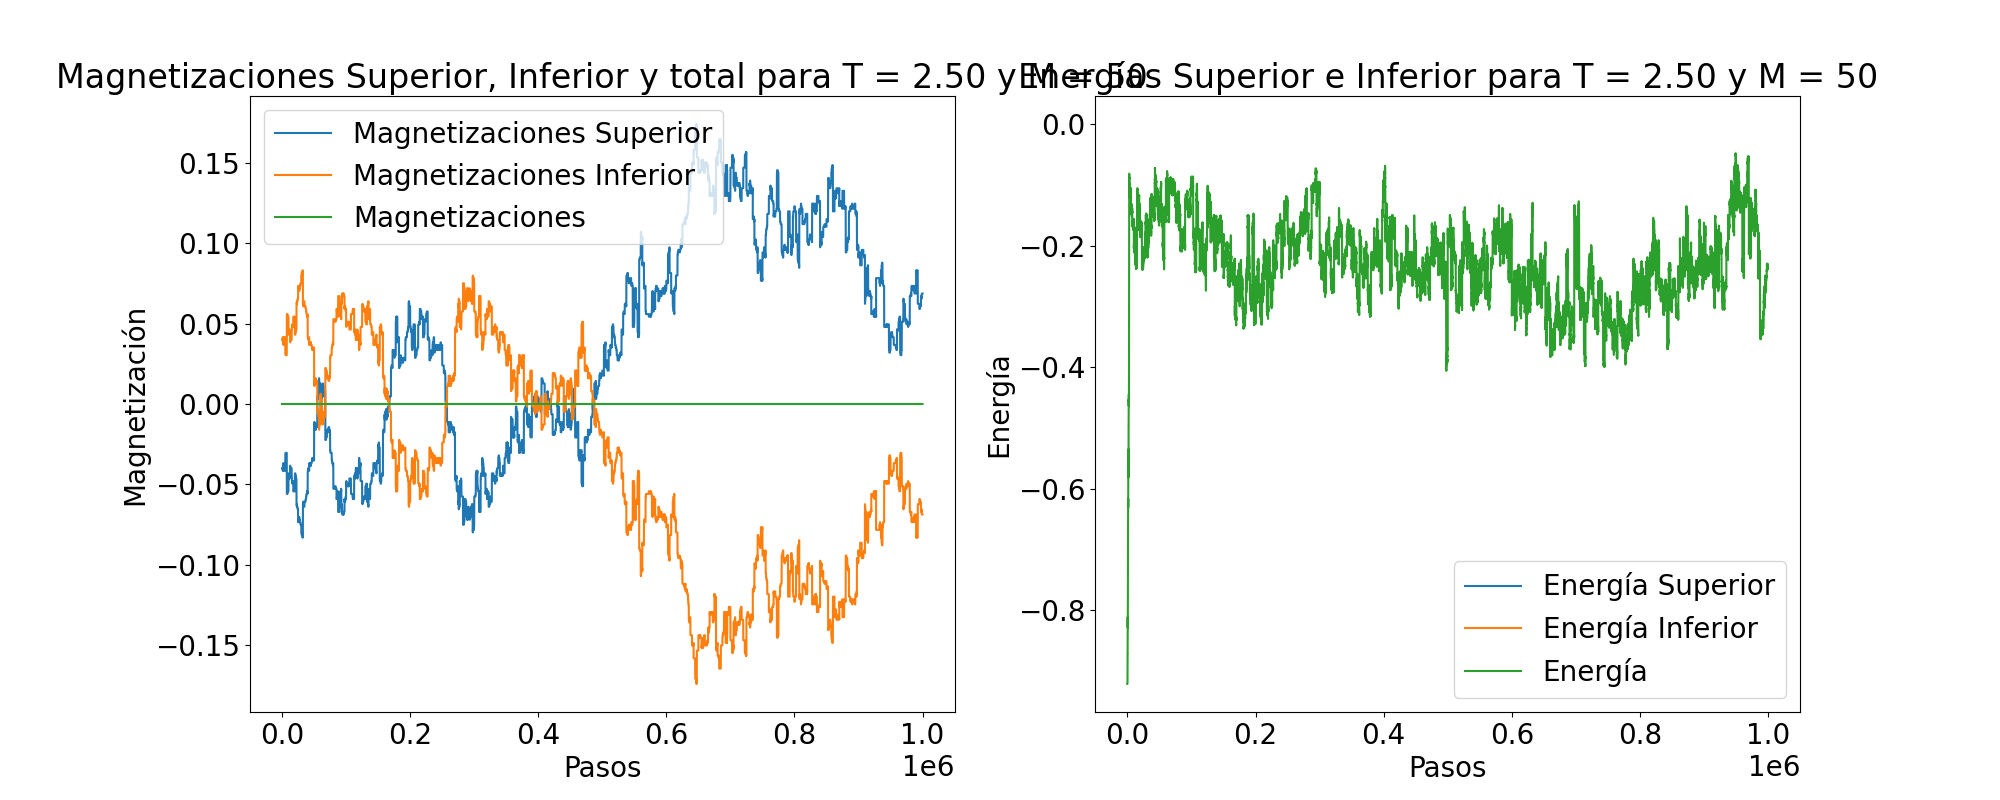 Magnetizaciones Superior, Inferior y total para T = 2.50 y M = 50
Energías Superior e Inferior para T = 2.50 y M = 50
Magnetizaciones Superior
Magnetizaciones Inferior
Magnetizaciones
Magnetización
0.15
0.10
0.05
0.00
−0.05
−0.10
−0.15
0.0 0.2 0.4 0.6 0.8 1.0
1e6
Pasos
Energía
0.0
−0.2
−0.4
−0.6
−0.8
Energía Superior
Energía Inferior
Energía
0.0 0.2 0.4 0.6 0.8 1.0
1e6
Pasos